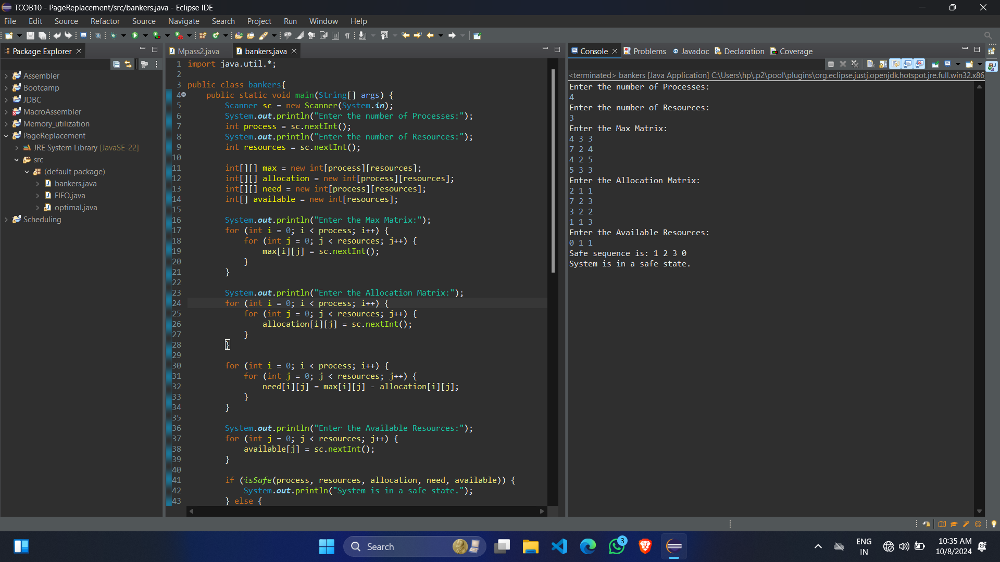 TCOB10 - PageReplacement/src/bankers.java - Eclipse IDE
File Edit Source Refactor Source Navigate Search Project Run Window Help
Package Explorer
Assembler
Bootcamp
JDBC
MacroAssembler
Memory_utilization
PageReplacement
JRE System Library [JavaSE-22]
src
(default package)
bankers.java
FIFO.java
optimal.java
Scheduling
Mpass2.java bankers.java
1 import java.util.*;
2
3 public class bankers{
4 public static void main(String[] args) {
5 Scanner sc = new Scanner(System.in);
6 System.out.println("Enter the number of Processes:");
7 int process = sc.nextInt();
8 System.out.println("Enter the number of Resources:");
9 int resources = sc.nextInt();
10
11 int[][] max = new int[process][resources];
12 int[][] allocation = new int[process][resources];
13 int[][] need = new int[process][resources];
14 int[] available = new int[resources];
15
16 System.out.println("Enter the Max Matrix:");
17 for (int i = 0; i < process; i++) {
18 for (int j = 0; j < resources; j++) {
19 max[i][j] = sc.nextInt();
20 }
21 }
22
23 System.out.println("Enter the Allocation Matrix:");
24 for (int i = 0; i < process; i++) {
25 for (int j = 0; j < resources; j++) {
26 allocation[i][j] = sc.nextInt();
27 }
28 }
29
30 for (int i = 0; i < process; i++) {
31 for (int j = 0; j < resources; j++) {
32 need[i][j] = max[i][j] - allocation[i][j];
33 }
34 }
35
36 System.out.println("Enter the Available Resources:");
37 for (int j = 0; j < resources; j++) {
38 available[j] = sc.nextInt();
39 }
40
41 if (isSafe(process, resources, allocation, need, available)) {
42 System.out.println("System is in a safe state.");
43 } else {
Console Problems Javadoc Declaration Coverage
<terminated> bankers [Java Application] C:\Users\hp\.p2\pool\plugins\org.eclipse.justj.openjdk.hotspot.jre.full.win32.x86
Enter the number of Processes:
4
Enter the number of Resources:
3
Enter the Max Matrix:
4 3 3
7 2 4
4 2 5
5 3 3
Enter the Allocation Matrix:
2 1 1
7 2 3
3 2 2
1 1 3
Enter the Available Resources:
0 1 1
Safe sequence is: 1 2 3 0
System is in a safe state.
Search
3
ENG
IN
10:35 AM
10/8/2024